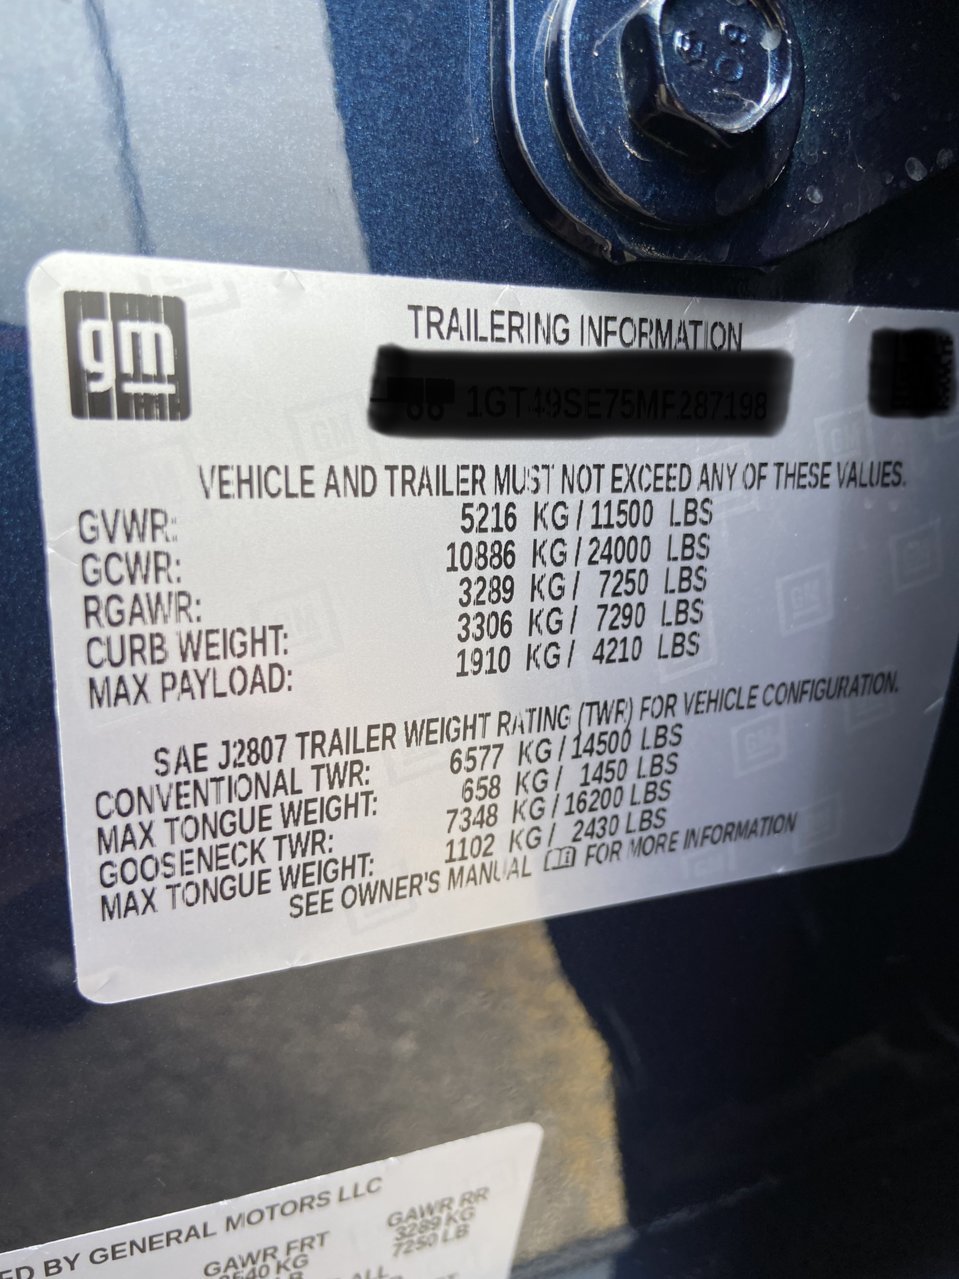 801
gm
TRAILERING INFORMATION
VEHICLE AND TRAILER MUST NOT EXCEED ANY OF THESE VALUES.
GVWR: 5216 KG / 11500 LBS
GCWR: 10886 KG / 24000 LBS
RGAWR: 3289 KG / 7250 LBS
CURB WEIGHT: 3306 KG / 7290 LBS
MAX PAYLOAD: 1910 KG / 4210 LBS
SAE J2807 TRAILER WEIGHT RATING (TWR) FOR VEHICLE CONFIGURATION.
CONVENTIONAL TWR: 6577 KG / 14500 LBS
MAX TONGUE WEIGHT: 658 KG / 1450 LBS
GOOSENECK TWR: 7348 KG / 16200 LBS
MAX TONGUE WEIGHT: 1102 KG / 2430 LBS
SEE OWNER'S MANUAL FOR MORE INFORMATION
BY GENERAL MOTORS LLC
GAWR FRT GAWR RR
KG 3289 KG
7250 LB